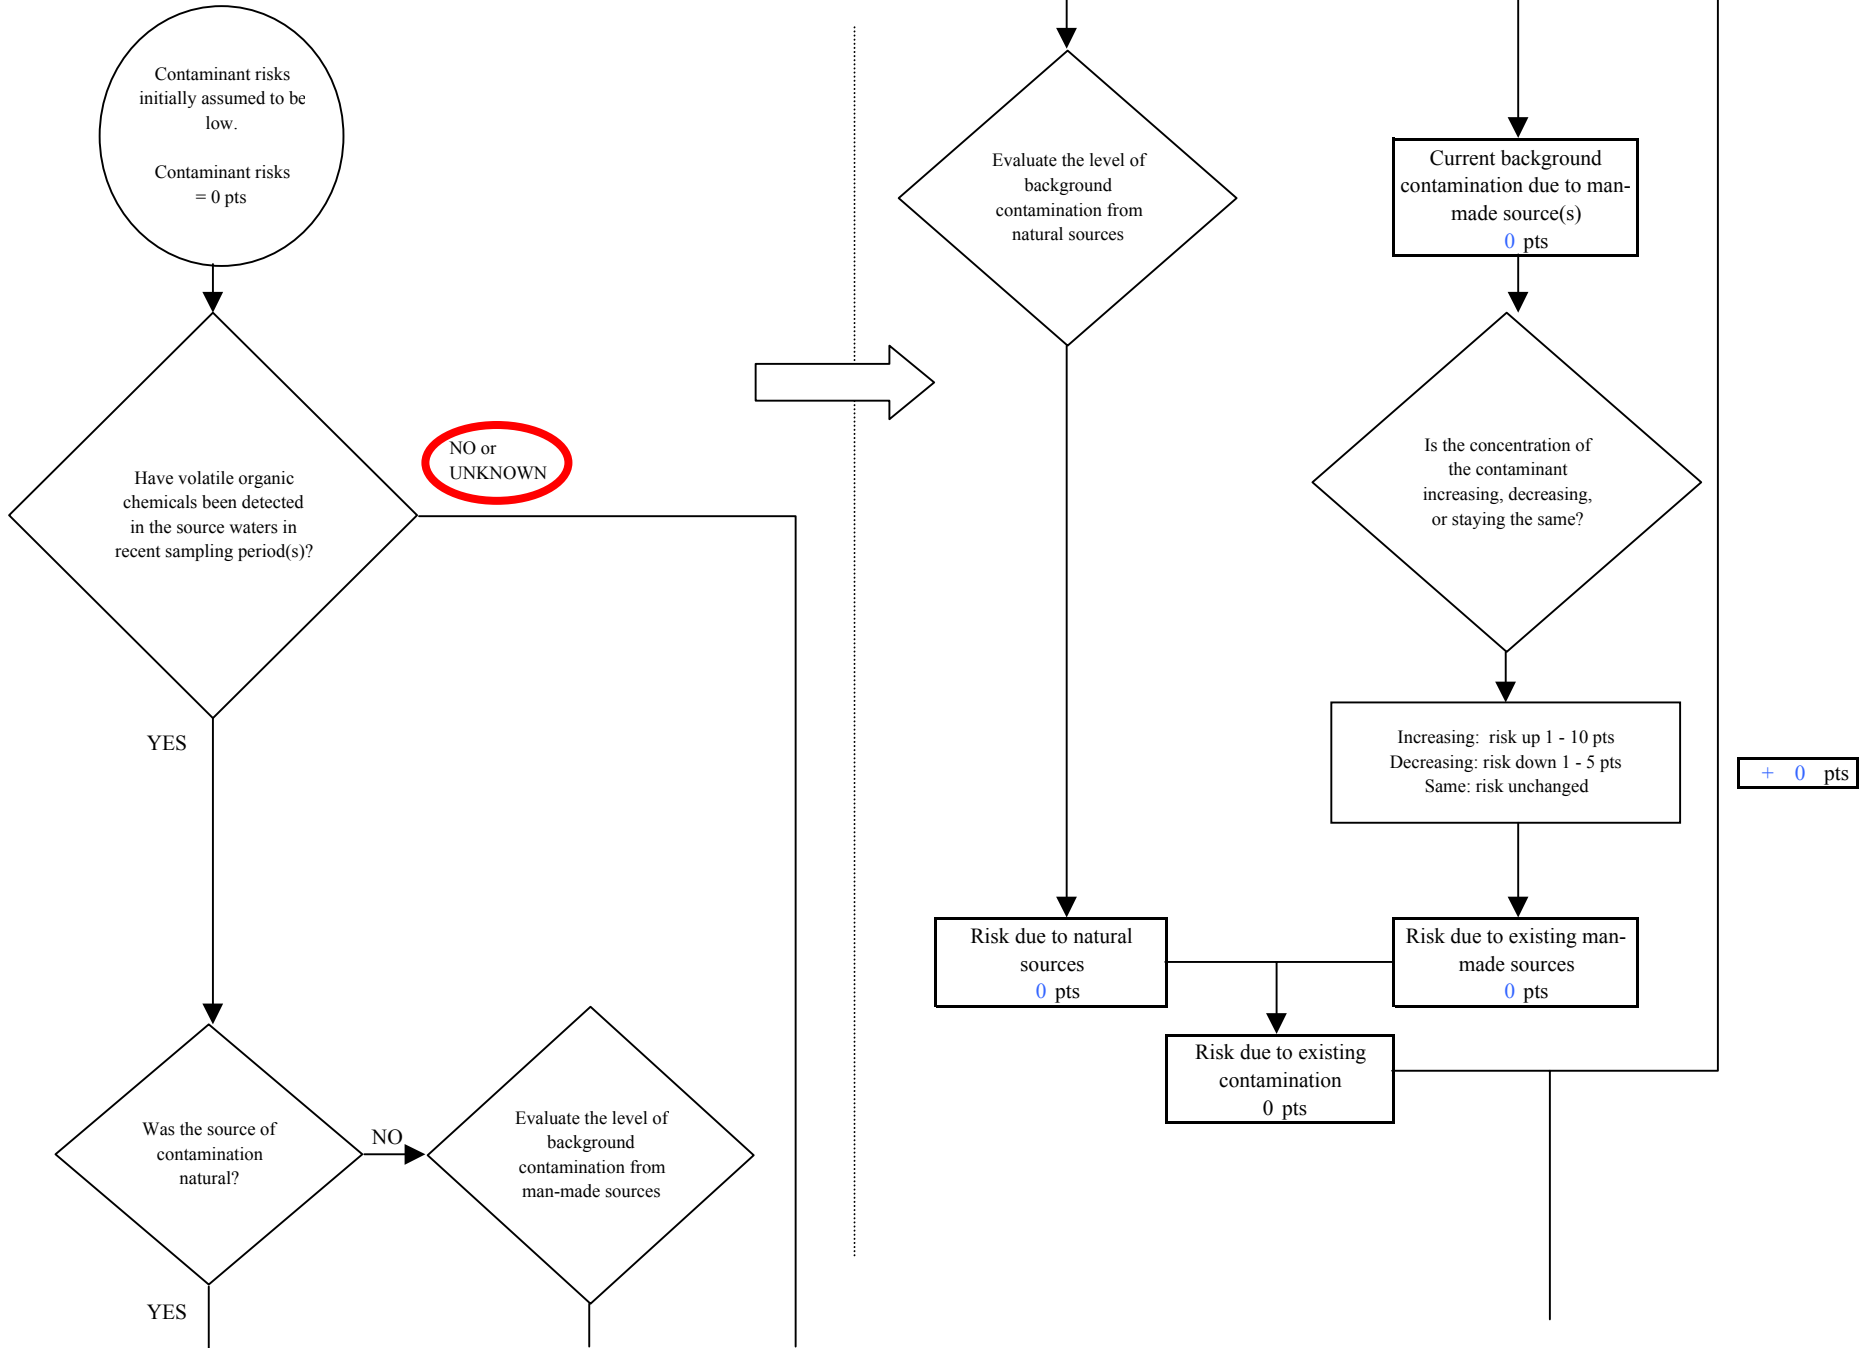 Contaminant risks
initially assumed to be
low.
Contaminant risks
= 0 pts
Have volatile organic
chemicals been detected
in the source waters in
recent sampling period(s)?
NO or
UNKNOWN
YES
Was the source of
contamination
natural?
NO
Evaluate the level of
background
contamination from
man-made sources
YES
Evaluate the level of
background
contamination from
natural sources
Current background
contamination due to man-
made source(s)
0 pts
Is the concentration of
the contaminant
increasing, decreasing,
or staying the same?
Increasing: risk up 1 - 10 pts
Decreasing: risk down 1 - 5 pts
Same: risk unchanged
+ 0 pts
Risk due to natural
sources
0 pts
Risk due to existing man-
made sources
0 pts
Risk due to existing
contamination
0 pts